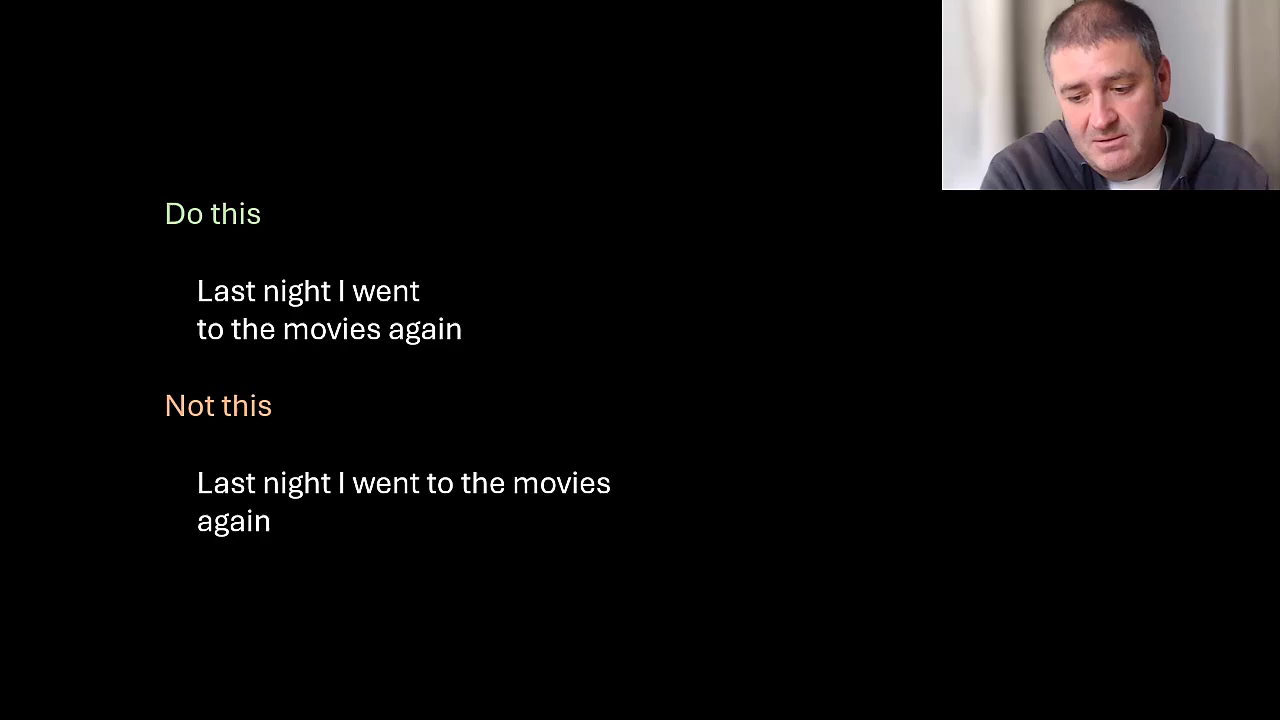 Do this
Last night I went
to the movies again
Not this
Last night I went to the movies
again